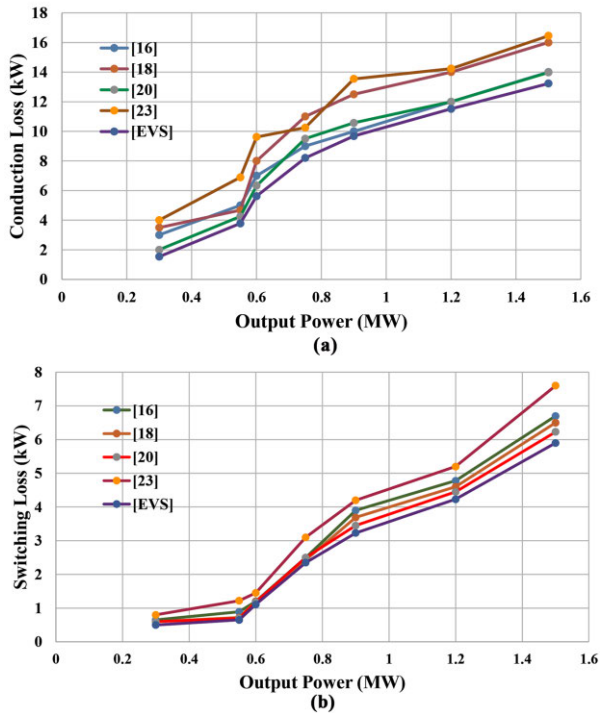 Conduction Loss (kW)
18
16
14
12
10
8
6
4
2
0
[16]
[18]
[20]
[23]
[EVS]
0 0.2 0.4 0.6 0.8 1 1.2 1.4 1.6
Output Power (MW)
(a)
Switching Loss (kW)
8
7
6
5
4
3
2
1
0
[16]
[18]
[20]
[23]
[EVS]
0 0.2 0.4 0.6 0.8 1 1.2 1.4 1.6
Output Power (MW)
(b)